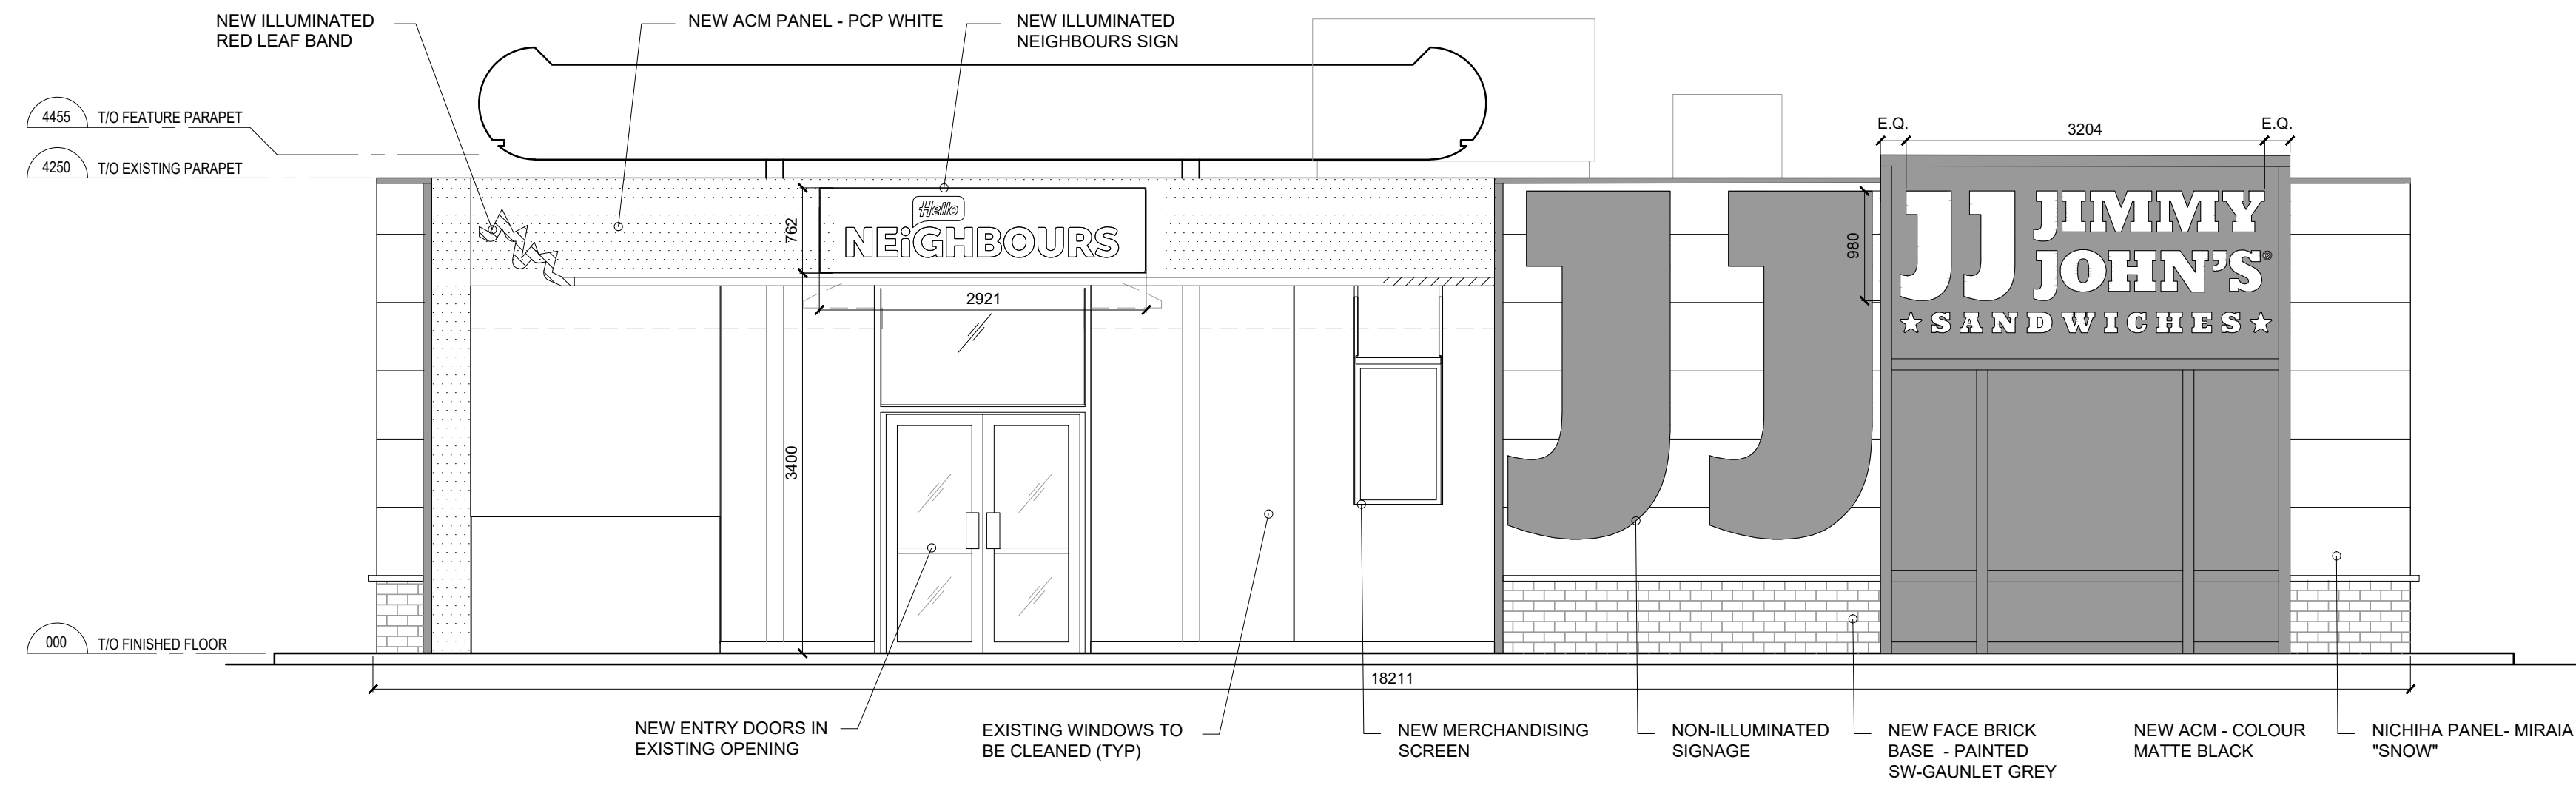 NEW ILLUMINATED
RED LEAF BAND
NEW ACM PANEL - PCP WHITE
NEW ILLUMINATED
NEIGHBOURS SIGN
4455 T/O FEATURE PARAPET
4250 T/O EXISTING PARAPET
E.Q. 3204 E.Q.
762
Hello
NEiGHBOURS
2921
3400
980
JJ
JJ JIMMY
JOHN'S®
★SANDWICHES★
000 T/O FINISHED FLOOR
18211
NEW ENTRY DOORS IN
EXISTING OPENING
EXISTING WINDOWS TO
BE CLEANED (TYP)
NEW MERCHANDISING
SCREEN
NON-ILLUMINATED
SIGNAGE
NEW FACE BRICK
BASE - PAINTED
SW-GAUNLET GREY
NEW ACM - COLOUR
MATTE BLACK
NICHIHA PANEL- MIRAIA
"SNOW"